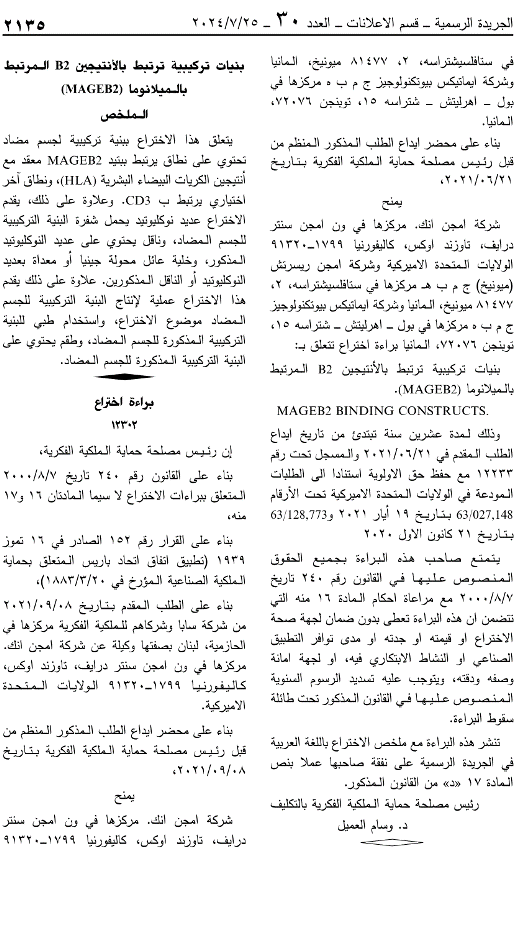 الجريدة الرسمية ـ قسم الاعلانات ـ العدد ٣٠ ـ ٢٠٢٤/٧/٢٥
٢١٣٥
في ستافلسيشتراسه، ٢، ٨١٤٧٧ ميونيخ، المانيا
وشركة ايماتيكس بيوتكنولوجيز ج م ب ه مركزها في
بول ـ اهرليتش ـ شتراسه ١٥، توبنجن ٧٢٠٧٦،
المانيا.
بناء على محضر ايداع الطلب المذكور المنظم من
قبل رئيس مصلحة حماية الملكية الفكرية بتاريخ
٢٠٢١/٠٦/٢١،
يمنح
شركة امجن انك. مركزها في ون امجن سنتر
درايف، تاوزند اوكس، كاليفورنيا ١٧٩٩ـ٩١٣٢٠
الولايات المتحدة الاميركية وشركة امجن ريسرتش
(ميونيخ) ج م ب هـ مركزها في ستافلسيشتراسه، ٢،
٨١٤٧٧ ميونيخ، المانيا وشركة ايماتيكس بيوتكنولوجيز
ج م ب ه مركزها في بول ـ اهرليتش ـ شتراسه ١٥،
توبنجن ٧٢٠٧٦، المانيا براءة اختراع تتعلق بـ:
بنيات تركيبية ترتبط بالأنتيجين B2 المرتبط
بالميلانوما (MAGEB2).
MAGEB2 BINDING CONSTRUCTS.
وذلك لمدة عشرين سنة تبتدئ من تاريخ ايداع
الطلب المقدم في ٢٠٢١/٠٦/٢١ والمسجل تحت رقم
١٢٢٣٣ مع حفظ حق الاولوية استنادا الى الطلبات
المودعة في الولايات المتحدة الاميركية تحت الأرقام
63/027,148 بتاريخ ١٩ أيار ٢٠٢١ و63/128,773
بتاريخ ٢١ كانون الاول ٢٠٢٠
يتمتع صاحب هذه البراءة بجميع الحقوق
المنصوص عليها في القانون رقم ٢٤٠ تاريخ
٢٠٠٠/٨/٧ مع مراعاة احكام المادة ١٦ منه التي
تتضمن ان هذه البراءة تعطى بدون ضمان لجهة صحة
الاختراع او قيمته او جدته او مدى توافر التطبيق
الصناعي او النشاط الابتكاري فيه، او لجهة امانة
وصفه ودقته، ويتوجب عليه تسديد الرسوم السنوية
المنصوص عليها في القانون المذكور تحت طائلة
سقوط البراءة.
تنشر هذه البراءة مع ملخص الاختراع باللغة العربية
في الجريدة الرسمية على نفقة صاحبها عملا بنص
المادة ١٧ «د» من القانون المذكور.
رئيس مصلحة حماية الملكية الفكرية بالتكليف
د. وسام العميل
بنيات تركيبية ترتبط بالأنتيجين B2 المرتبط
بالميلانوما (MAGEB2)
الملخص
يتعلق هذا الاختراع ببنية تركيبية لجسم مضاد
تحتوي على نطاق يرتبط ببتيد MAGEB2 معقد مع
أنتيجين الكريات البيضاء البشرية (HLA)، ونطاق آخر
اختياري يرتبط ب CD3. وعلاوة على ذلك، يقدم
الاختراع عديد نوكليوتيد يحمل شفرة البنية التركيبية
للجسم المضاد، وناقل يحتوي على عديد النوكليوتيد
المذكور، وخلية عائل محولة جينيا أو معداة بعديد
النوكليوتيد أو الناقل المذكورين. علاوة على ذلك يقدم
هذا الاختراع عملية لإنتاج البنية التركيبية للجسم
المضاد موضوع الاختراع، واستخدام طبي للبنية
التركيبية المذكورة للجسم المضاد، وطقم يحتوي على
البنية التركيبية المذكورة للجسم المضاد.
براءة اختراع
١٢٣٠٢
إن رئيس مصلحة حماية الملكية الفكرية،
بناء على القانون رقم ٢٤٠ تاريخ ٢٠٠٠/٨/٧
المتعلق ببراءات الاختراع لا سيما المادتان ١٦ و١٧
منه،
بناء على القرار رقم ١٥٢ الصادر في ١٦ تموز
١٩٣٩ (تطبيق اتفاق اتحاد باريس المتعلق بحماية
الملكية الصناعية المؤرخ في ١٨٨٣/٣/٢٠)،
بناء على الطلب المقدم بتاريخ ٢٠٢١/٠٩/٠٨
من شركة سابا وشركاهم للملكية الفكرية مركزها في
الحازمية، لبنان بصفتها وكيلة عن شركة امجن انك.
مركزها في ون امجن سنتر درايف، تاوزند اوكس،
كاليفورنيا ١٧٩٩ـ٩١٣٢٠ الولايات المتحدة
الاميركية.
بناء على محضر ايداع الطلب المذكور المنظم من
قبل رئيس مصلحة حماية الملكية الفكرية بتاريخ
٢٠٢١/٠٩/٠٨،
يمنح
شركة امجن انك. مركزها في ون امجن سنتر
درايف، تاوزند اوكس، كاليفورنيا ١٧٩٩ـ٩١٣٢٠